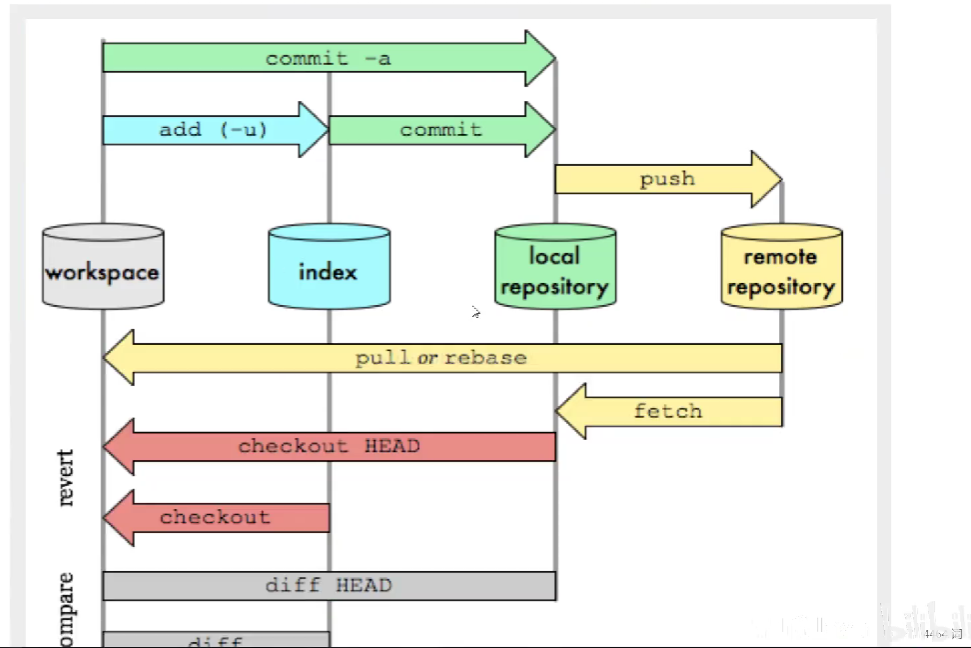 commit -a
add (-u)
commit
push
workspace
index
local
repository
remote
repository
pull or rebase
fetch
revert
checkout HEAD
checkout
diff HEAD
diff
bilibili